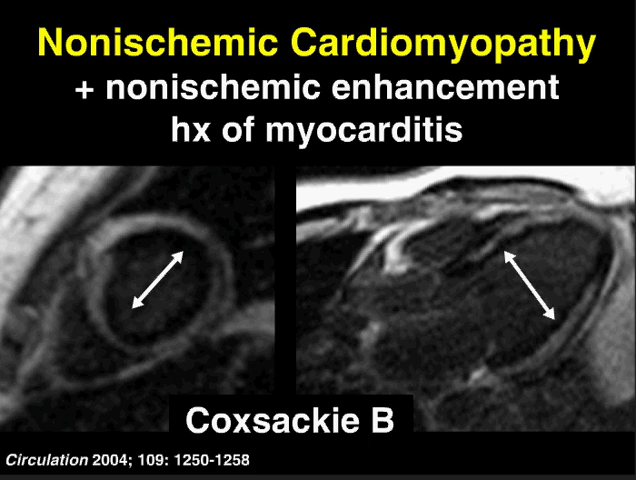 Nonischemic Cardiomyopathy
+ nonischemic enhancement
hx of myocarditis
Coxsackie B
Circulation 2004; 109: 1250-1258